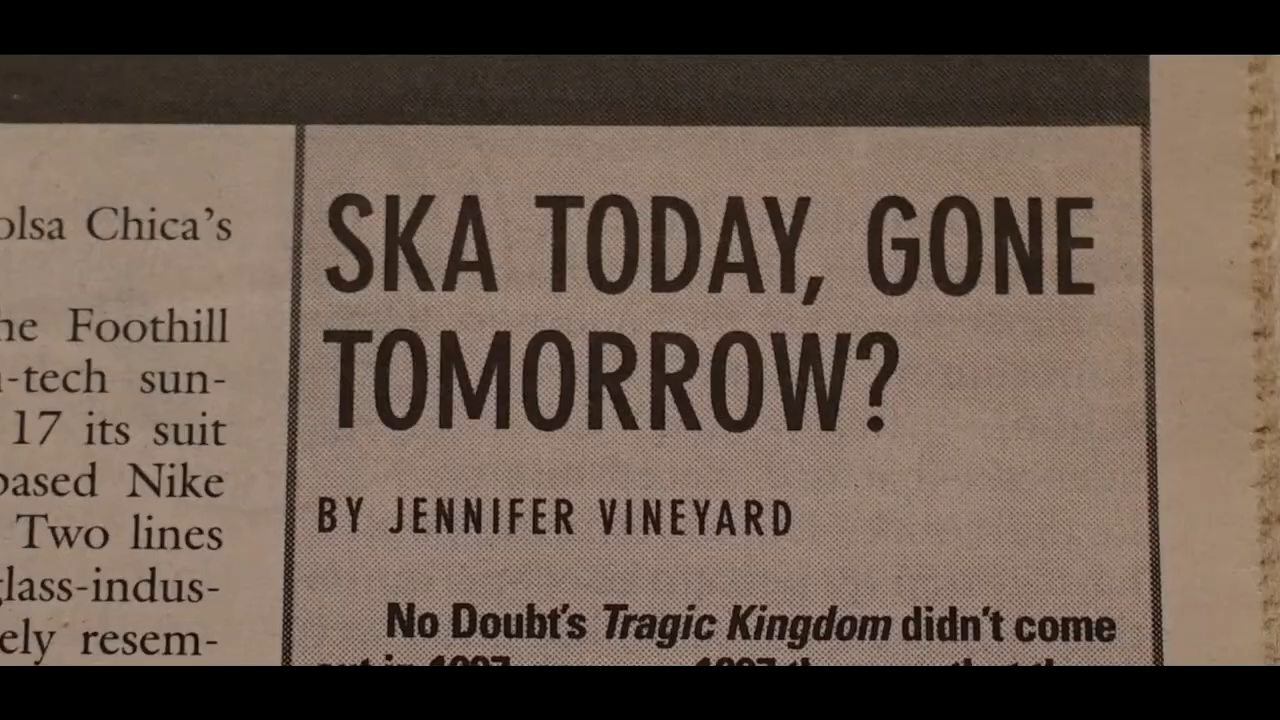 olsa Chica's
he Foothill
-tech sun-
17 its suit
based Nike
Two lines
glass-indus-
ely resem-
SKA TODAY, GONE
TOMORROW?
BY JENNIFER VINEYARD
No Doubt's Tragic Kingdom didn't come